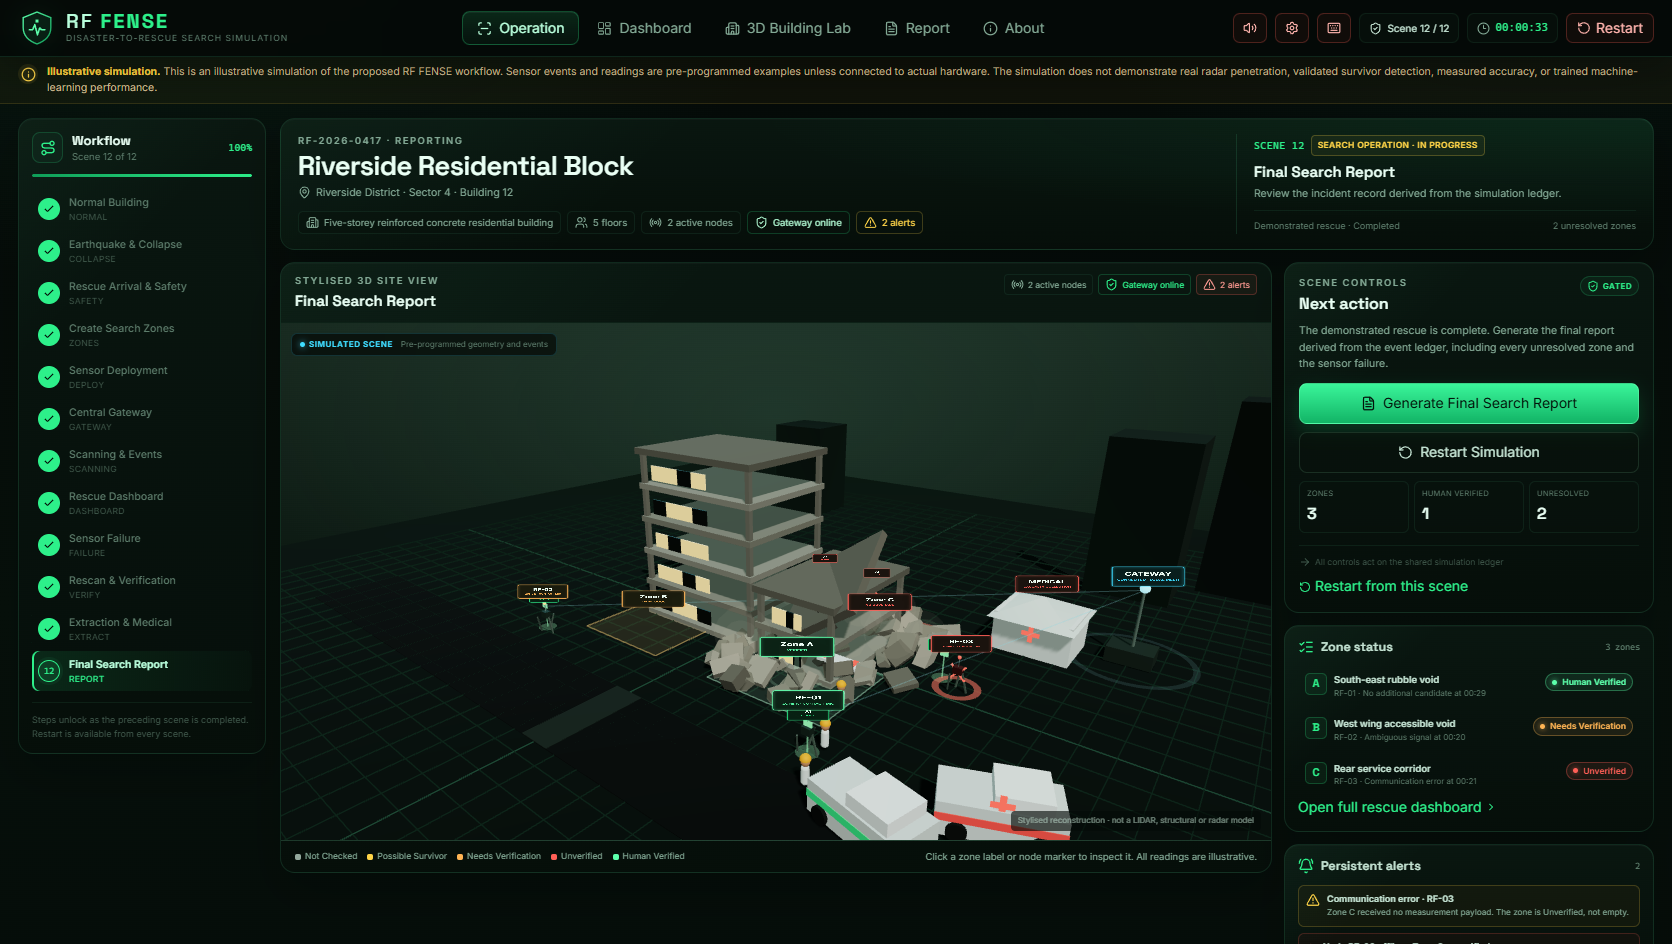 RF FENSE
DISASTER-TO-RESCUE SEARCH SIMULATION
Operation
Dashboard
3D Building Lab
Report
About
Scene 12 / 12
00:00:33
Restart
Illustrative simulation. This is an illustrative simulation of the proposed RF FENSE workflow. Sensor events and readings are pre-programmed examples unless connected to actual hardware. The simulation does not demonstrate real radar penetration, validated survivor detection, measured accuracy, or trained machine-
learning performance.
Workflow
Scene 12 of 12
100%
Normal Building
NORMAL
Earthquake & Collapse
COLLAPSE
Rescue Arrival & Safety
SAFETY
Create Search Zones
ZONES
Sensor Deployment
DEPLOY
Central Gateway
GATEWAY
Scanning & Events
SCANNING
Rescue Dashboard
DASHBOARD
Sensor Failure
FAILURE
Rescan & Verification
VERIFY
Extraction & Medical
EXTRACT
12
Final Search Report
REPORT
Steps unlock as the preceding scene is completed.
Restart is available from every scene.
RF-2026-0417 · REPORTING
Riverside Residential Block
Riverside District · Sector 4 · Building 12
Five-storey reinforced concrete residential building
5 floors
2 active nodes
Gateway online
2 alerts
SCENE 12
SEARCH OPERATION · IN PROGRESS
Final Search Report
Review the incident record derived from the simulation ledger.
Demonstrated rescue · Completed
2 unresolved zones
STYLISED 3D SITE VIEW
Final Search Report
2 active nodes
Gateway online
2 alerts
SIMULATED SCENE
Pre-programmed geometry and events
RF-02
Zone B
Zone C
MEDICAL
GATEWAY
Zone A
RF-03
RF-01
A1
Stylised reconstruction - not a LIDAR, structural or radar model
Not Checked
Possible Survivor
Needs Verification
Unverified
Human Verified
Click a zone label or node marker to inspect it. All readings are illustrative.
SCENE CONTROLS
Next action
GATED
The demonstrated rescue is complete. Generate the final report
derived from the event ledger, including every unresolved zone and
the sensor failure.
Generate Final Search Report
Restart Simulation
ZONES
3
HUMAN VERIFIED
1
UNRESOLVED
2
All controls act on the shared simulation ledger
Restart from this scene
Zone status
3 zones
A
South-east rubble void
RF-01 · No additional candidate at 00:29
Human Verified
B
West wing accessible void
RF-02 · Ambiguous signal at 00:20
Needs Verification
C
Rear service corridor
RF-03 · Communication error at 00:21
Unverified
Open full rescue dashboard
Persistent alerts
2
Communication error · RF-03
Zone C received no measurement payload. The zone is Unverified, not empty.